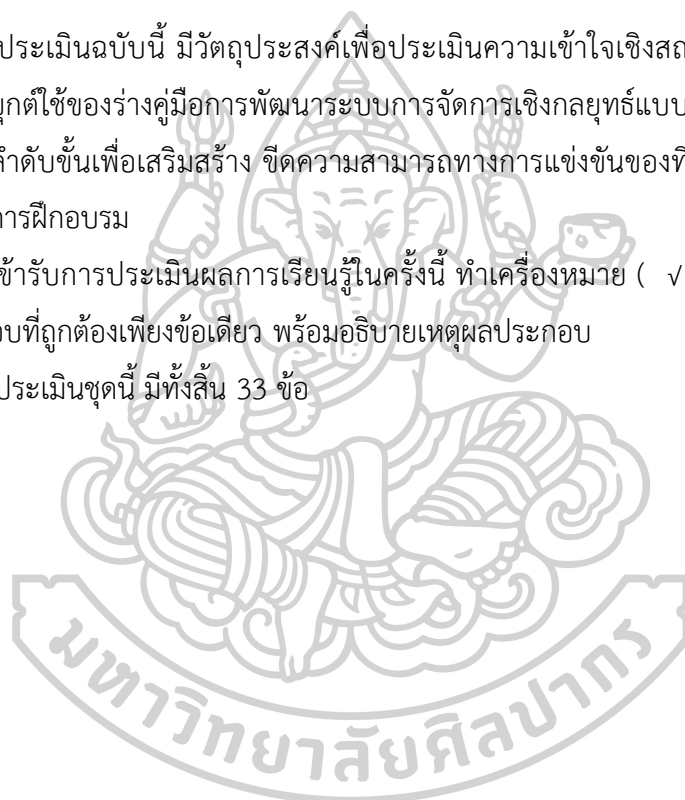 ประเมินฉบับนี้ มีวัตถุประสงค์เพื่อประเมินความเข้าใจเชิงสถ
ยุกต์ใช้ของร่างคู่มือการพัฒนาระบบการจัดการเชิงกลยุทธ์แบบ
ลำดับขั้นเพื่อเสริมสร้าง ขีดความสามารถทางการแข่งขันของที
การฝึกอบรม
ข้ารับการประเมินผลการเรียนรู้ในครั้งนี้ ทำเครื่องหมาย ( √
อบที่ถูกต้องเพียงข้อเดียว พร้อมอธิบายเหตุผลประกอบ
ประเมินชุดนี้ มีทั้งสิ้น 33 ข้อ
มหาวิทยาลัยศิลปากร